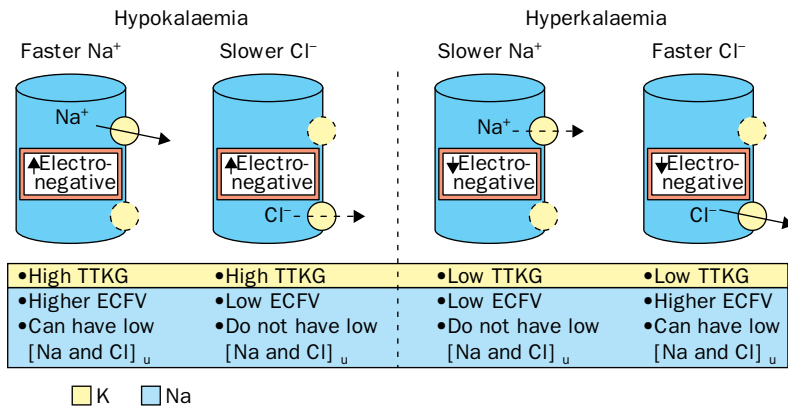 Hypokalaemia
Hyperkalaemia
Faster Na⁺
Slower Cl⁻
Slower Na⁺
Faster Cl⁻
Na⁺
Electro-
negative
Electro-
negative
Cl⁻
Na⁺
Electro-
negative
Electro-
negative
Cl⁻
•High TTKG
•High TTKG
•Low TTKG
•Low TTKG
•Higher ECFV
•Low ECFV
•Low ECFV
•Higher ECFV
•Can have low
[Na and Cl] u
•Do not have low
[Na and Cl] u
•Do not have low
[Na and Cl] u
•Can have low
[Na and Cl] u
K
Na